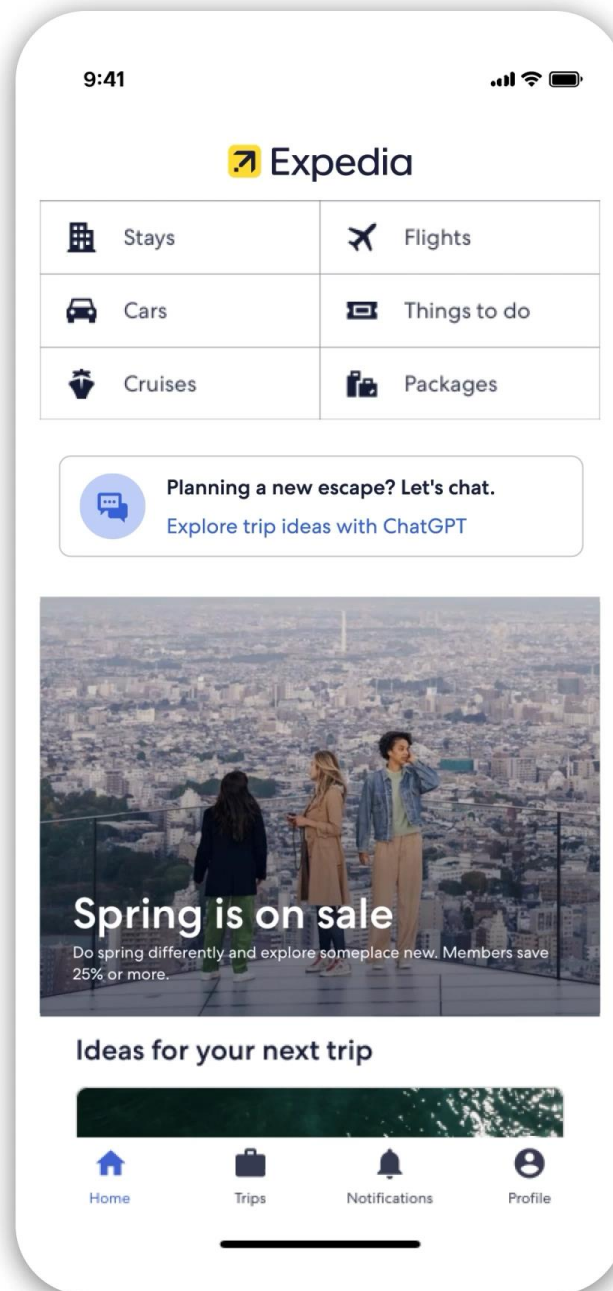 9:41
Expedia
Stays
Flights
Cars
Things to do
Cruises
Packages
Planning a new escape? Let's chat.
Explore trip ideas with ChatGPT
Spring is on sale
Do spring differently and explore someplace new. Members save
25% or more.
Ideas for your next trip
Home
Trips
Notifications
Profile